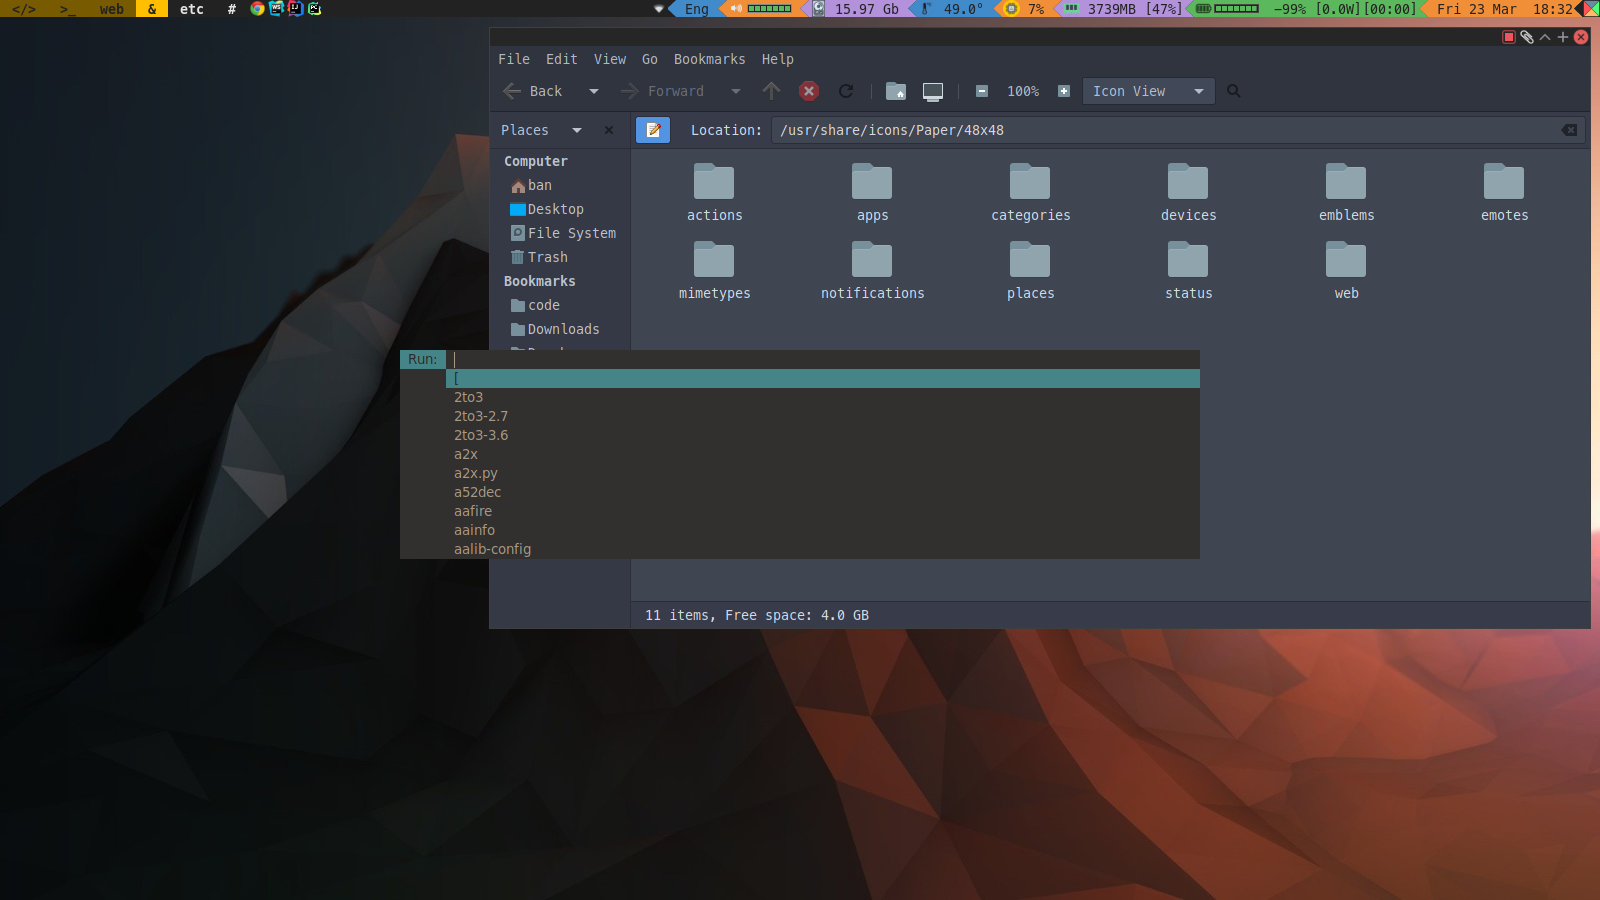 </> >_ web & etc # Eng 15.97 Gb 49.0° 7% 3739MB [47%] -99% [0.0W][00:00] Fri 23 Mar 18:32
File Edit View Go Bookmarks Help
Back Forward 100% Icon View
Places Location: /usr/share/icons/Paper/48x48
Computer
ban
Desktop
File System
Trash
Bookmarks
code
Downloads
actions apps categories devices emblems emotes
mimetypes notifications places status web
Run:
[
2to3
2to3-2.7
2to3-3.6
a2x
a2x.py
a52dec
aafire
aainfo
aalib-config
11 items, Free space: 4.0 GB